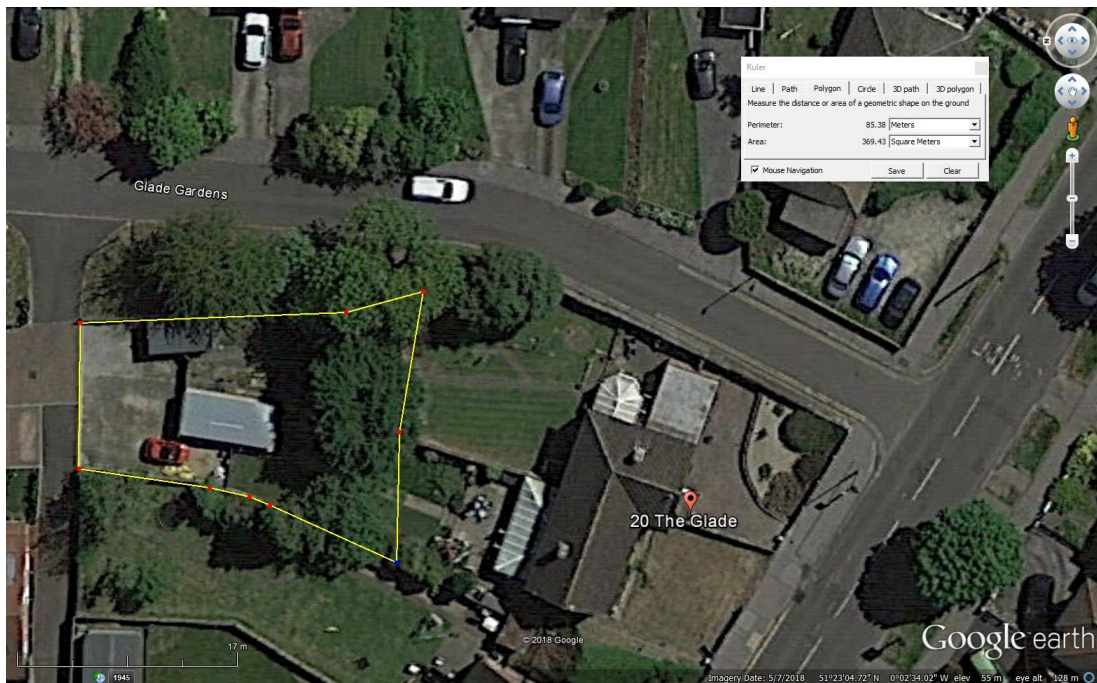 Ruler
Line Path Polygon Circle 3D path 3D polygon
Measure the distance or area of a geometric shape on the ground
Perimeter: 85.38 Meters
Area: 369.43 Square Meters
Mouse Navigation Save Clear
N
Glade Gardens
20 The Glade
© 2018 Google
Google earth
17 m
1945
Imagery Date: 5/7/2018 51°23'04.72" N 0°02'34.02" W elev 55 m eye alt 128 m